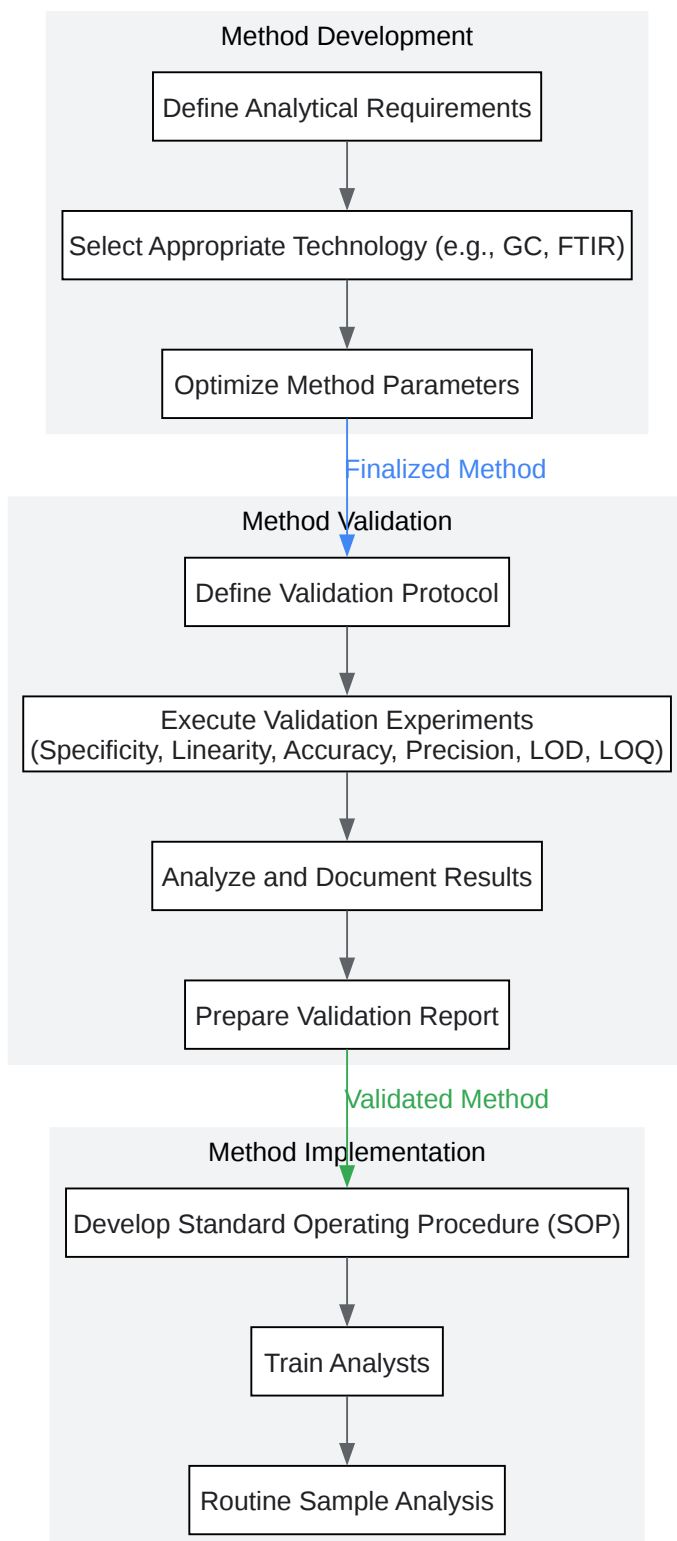 Method Development
Define Analytical Requirements
Select Appropriate Technology (e.g., GC, FTIR)
Optimize Method Parameters
Finalized Method
Method Validation
Define Validation Protocol
Execute Validation Experiments
(Specificity, Linearity, Accuracy, Precision, LOD, LOQ)
Analyze and Document Results
Prepare Validation Report
Validated Method
Method Implementation
Develop Standard Operating Procedure (SOP)
Train Analysts
Routine Sample Analysis